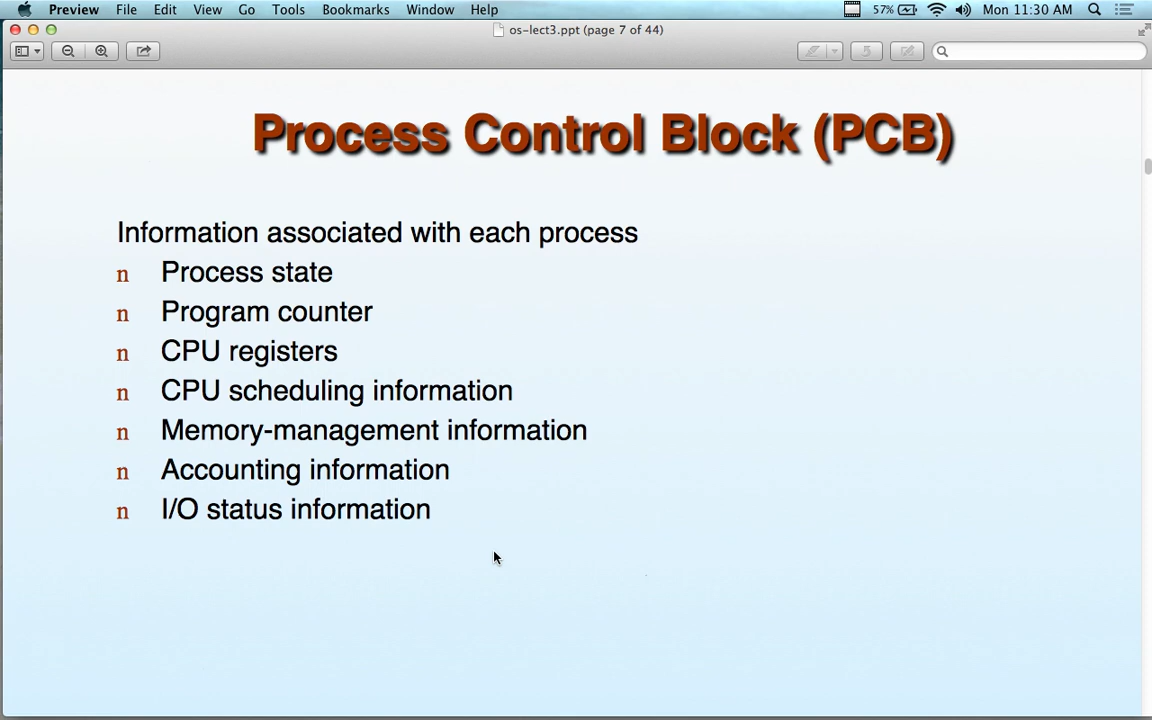 Preview File Edit View Go Tools Bookmarks Window Help 57% Mon 11:30 AM
os-lect3.ppt (page 7 of 44)
Process Control Block (PCB)
Information associated with each process
n Process state
n Program counter
n CPU registers
n CPU scheduling information
n Memory-management information
n Accounting information
n I/O status information